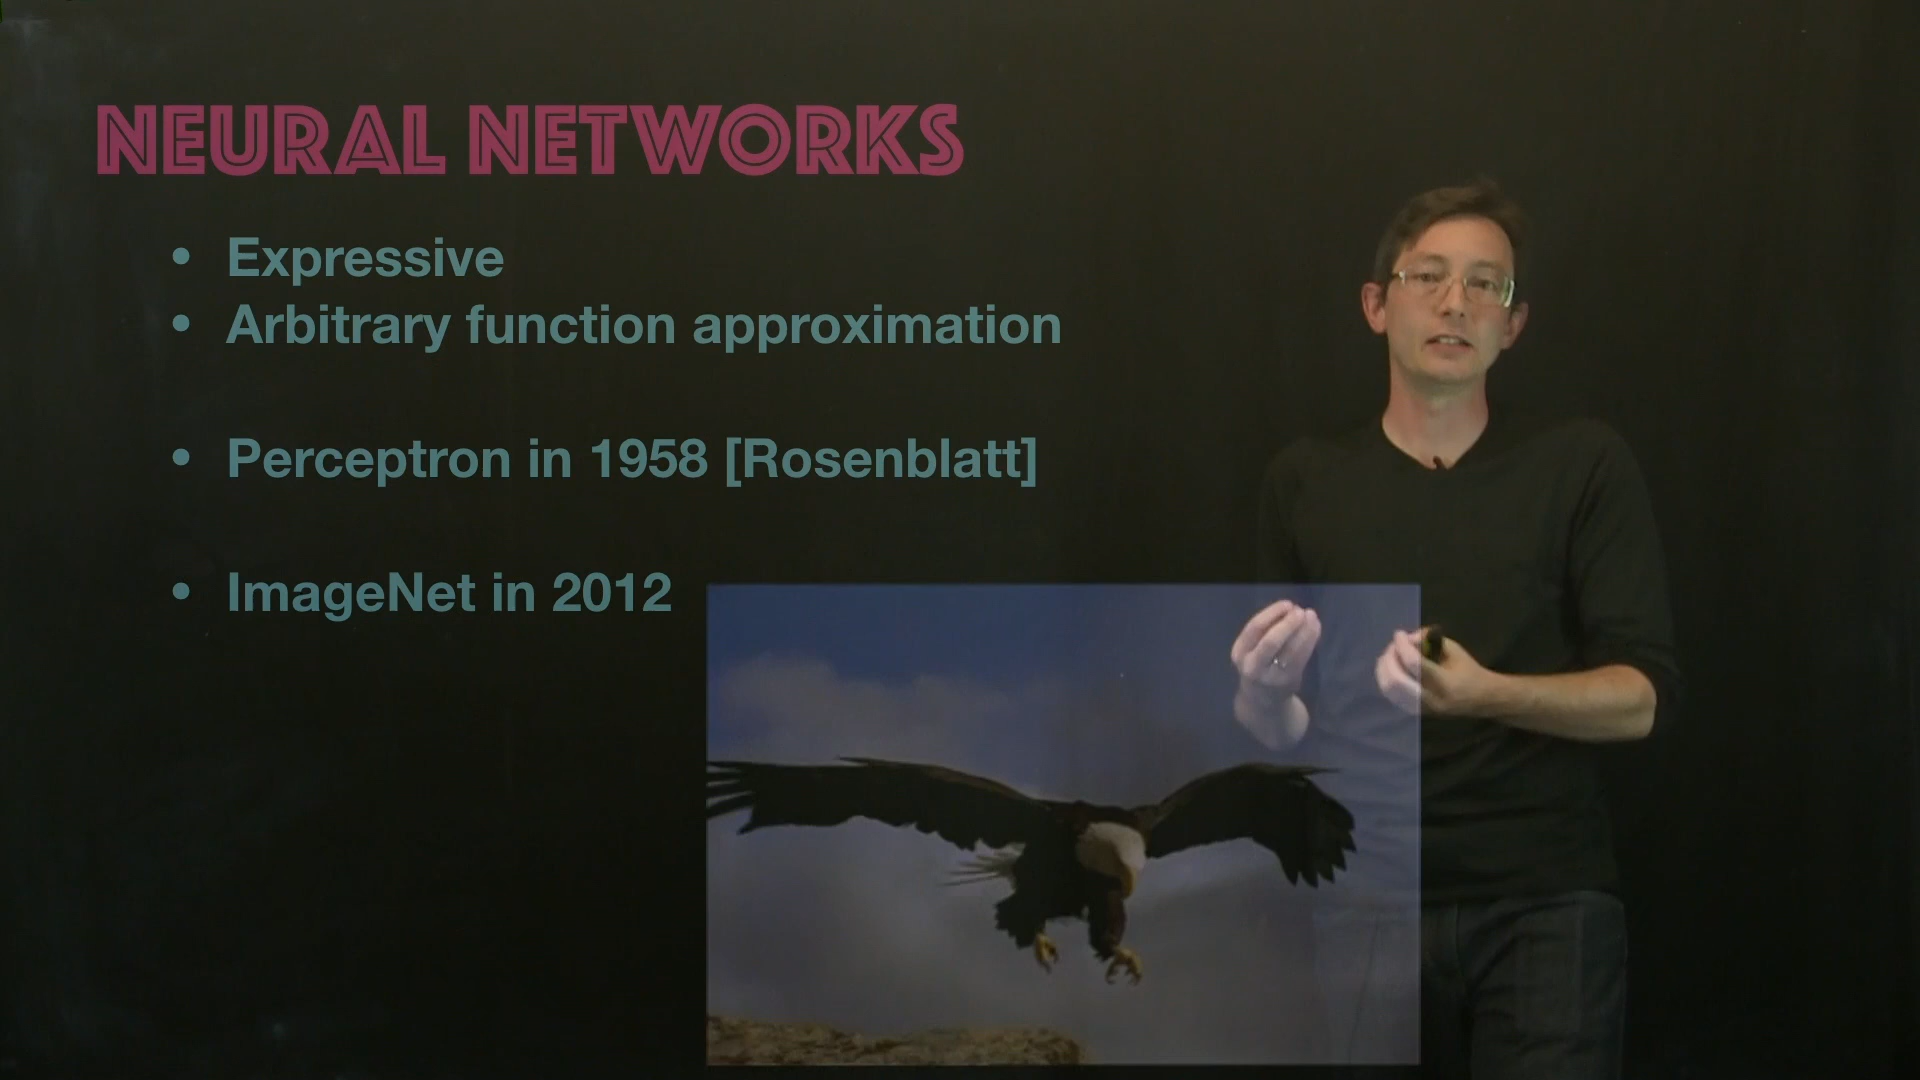 NEURAL NETWORKS
• Expressive
• Arbitrary function approximation
• Perceptron in 1958 [Rosenblatt]
• ImageNet in 2012